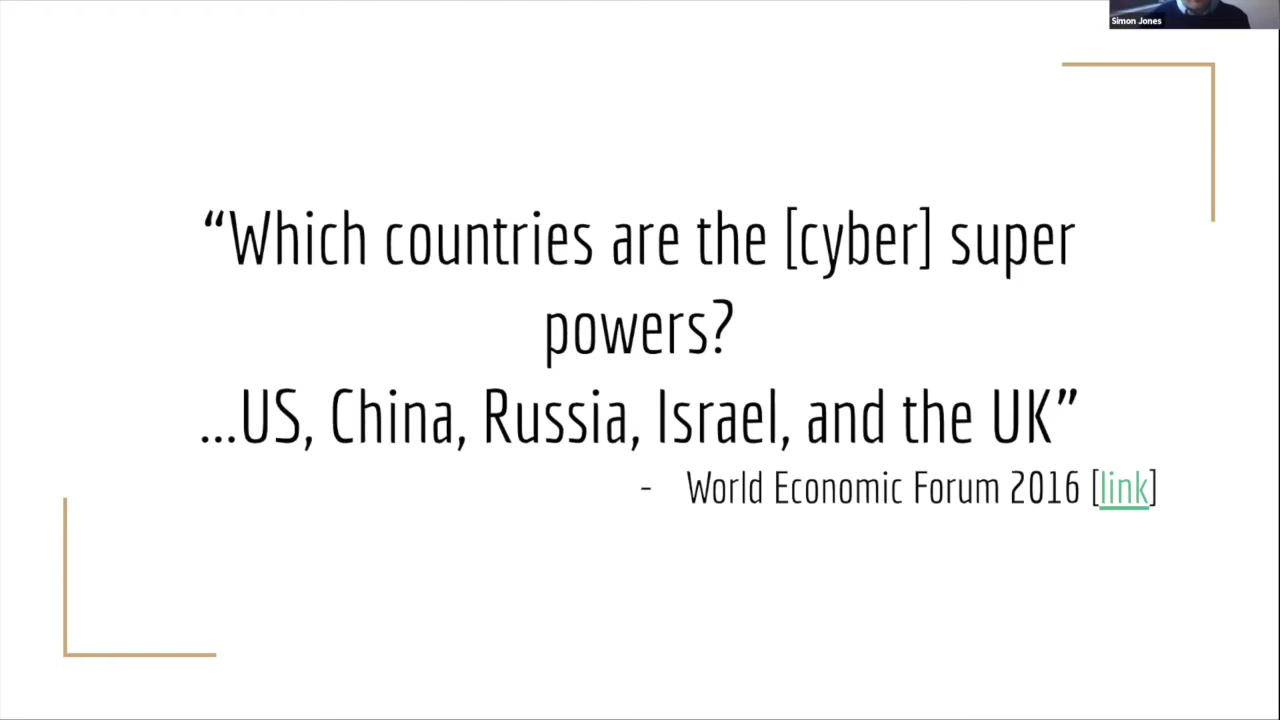 Simon Jones
“Which countries are the [cyber] super
powers?
...US, China, Russia, Israel, and the UK”
- World Economic Forum 2016 [link]